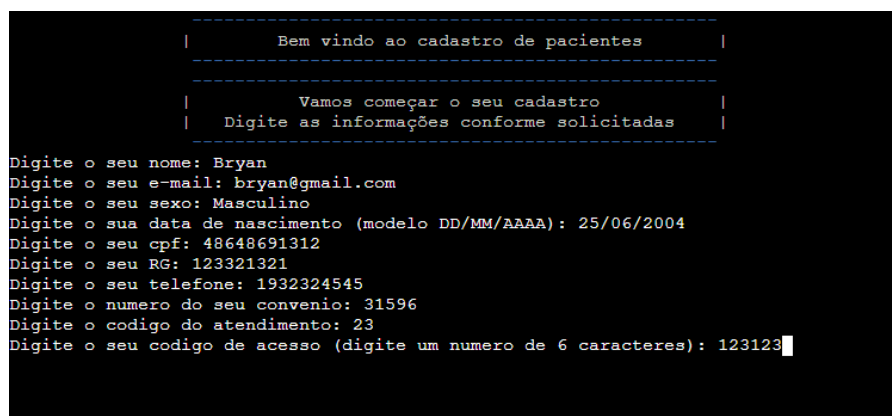 -------------------------------------------------
| Bem vindo ao cadastro de pacientes |
-------------------------------------------------
-------------------------------------------------
| Vamos começar o seu cadastro |
| Digite as informações conforme solicitadas |
-------------------------------------------------
Digite o seu nome: Bryan
Digite o seu e-mail: bryan@gmail.com
Digite o seu sexo: Masculino
Digite o sua data de nascimento (modelo DD/MM/AAAA): 25/06/2004
Digite o seu cpf: 48648691312
Digite o seu RG: 123321321
Digite o seu telefone: 1932324545
Digite o numero do seu convenio: 31596
Digite o codigo do atendimento: 23
Digite o seu codigo de acesso (digite um numero de 6 caracteres): 123123